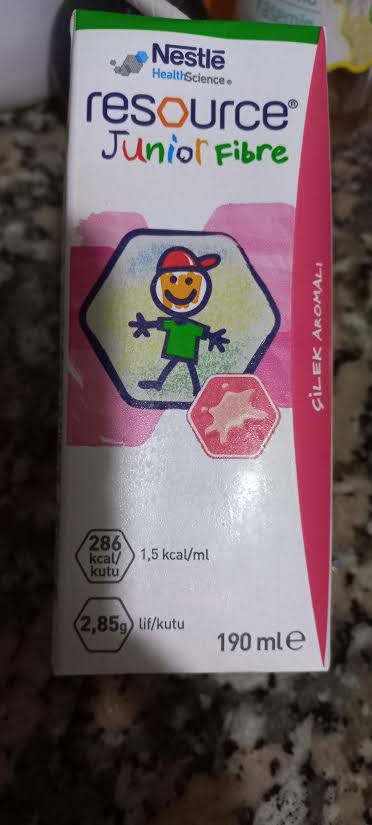 Nestlē
HealthScience®
resource®
Junior Fibre
ÇİLEK AROMALI
286
kcal/
kutu
1,5 kcal/ml
2,85g
lif/kutu
190 ml e